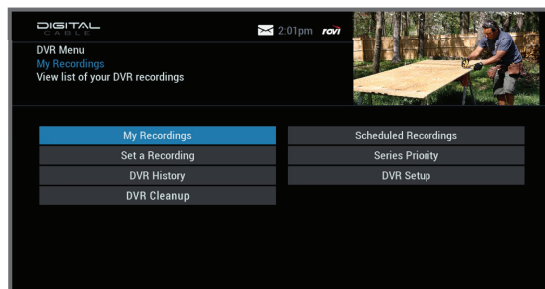 DIGITAL
CABLE
2:01pm rovi
DVR Menu
My Recordings
View list of your DVR recordings
My Recordings
Scheduled Recordings
Set a Recording
Series Priority
DVR History
DVR Setup
DVR Cleanup